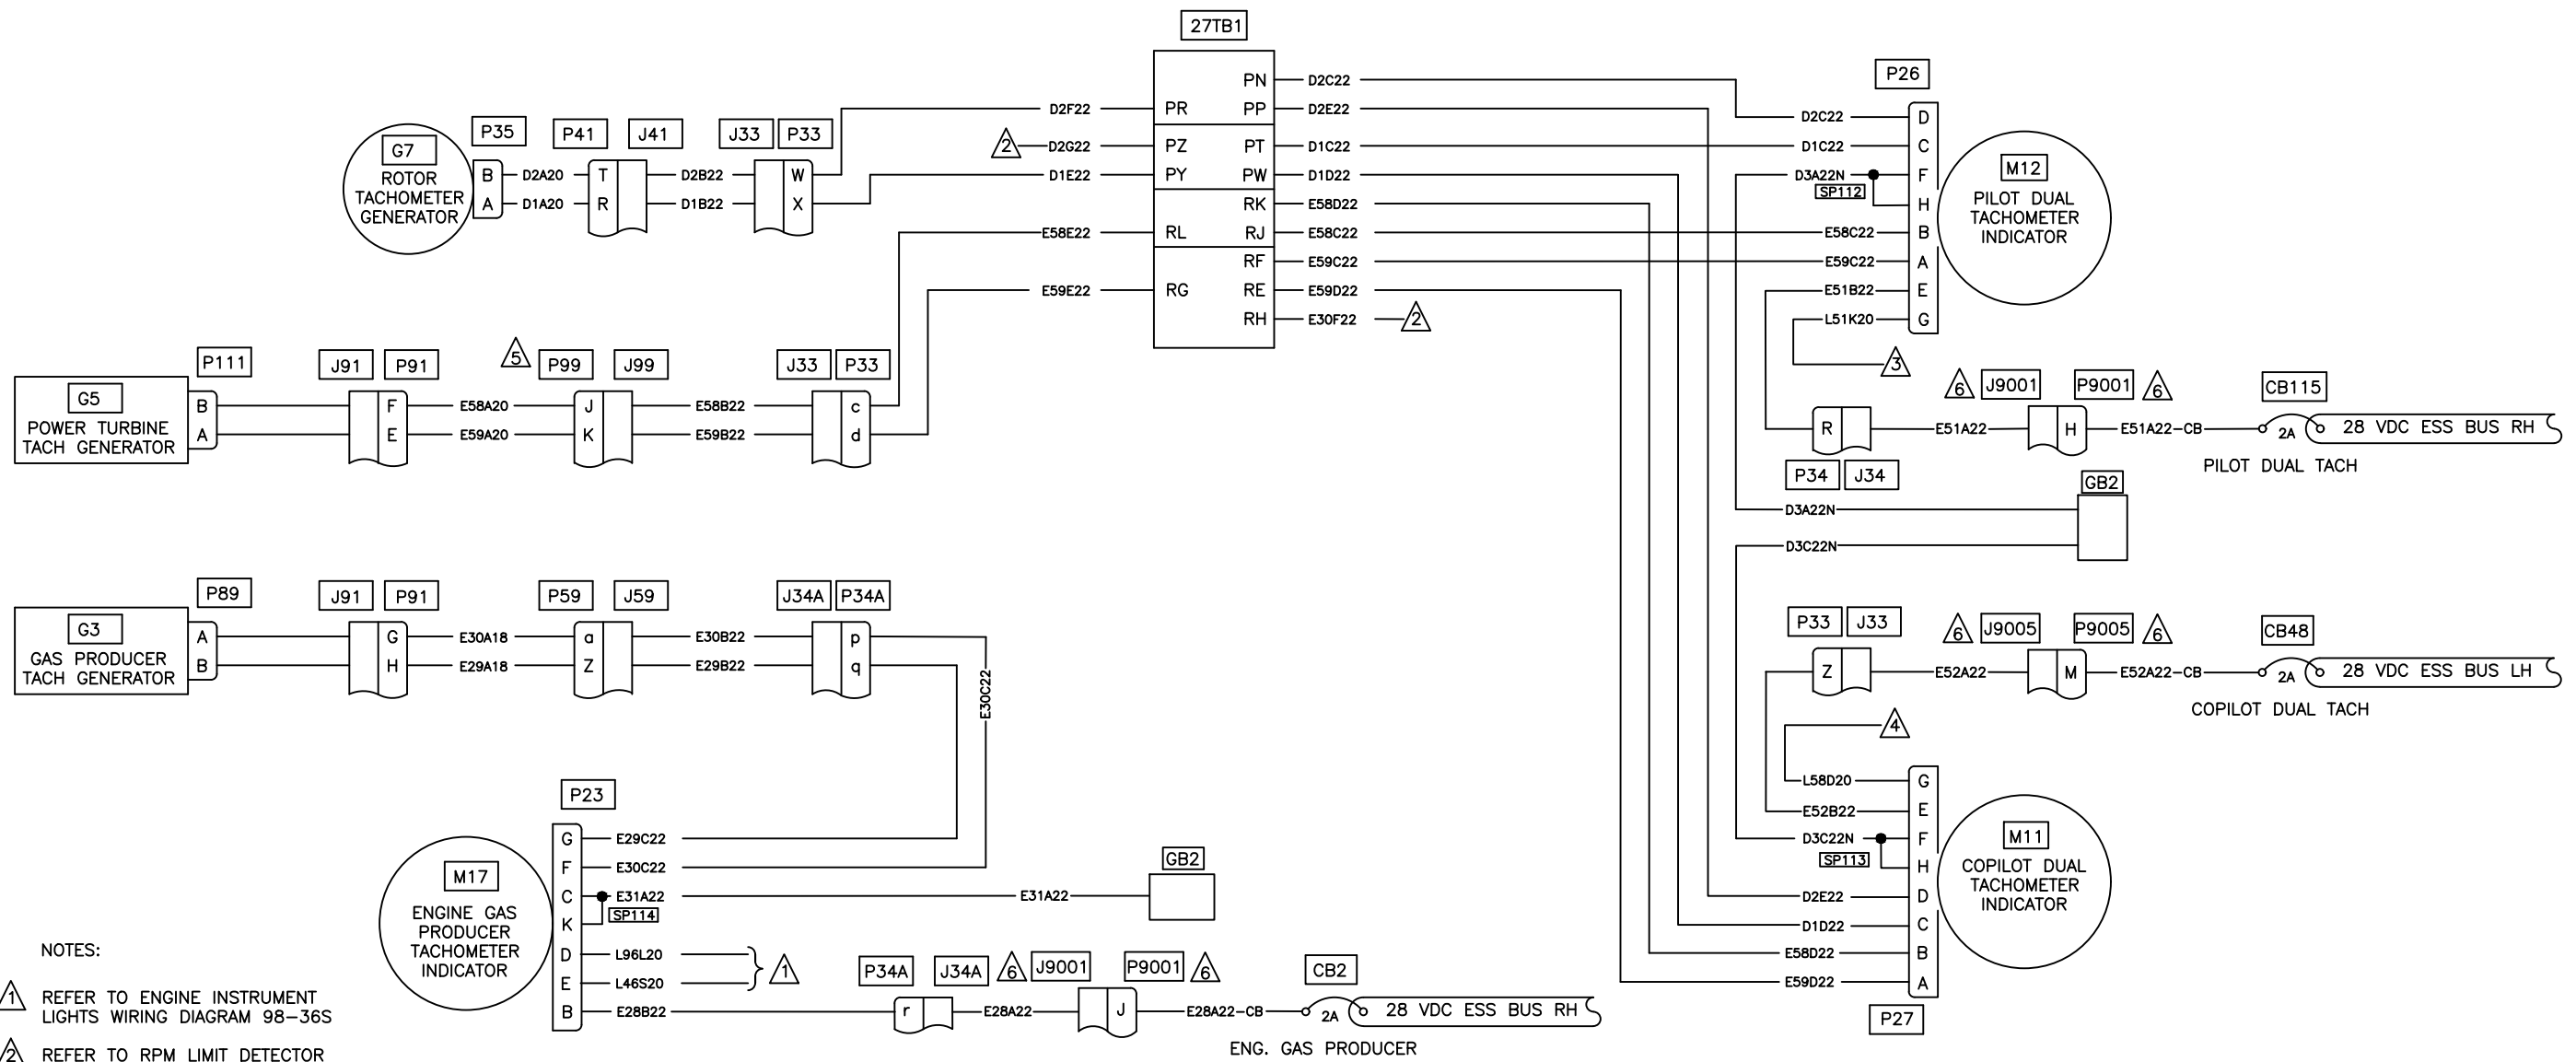 27TB1
PN
D2C22
D2F22
PR
PP
D2E22
2
D2G22
PZ
PT
D1C22
D1E22
PY
PW
D1D22
RK
E58D22
E58E22
RL
RJ
E58C22
RF
E59C22
E59E22
RG
RE
E59D22
RH
E30F22
2
G7
ROTOR
TACHOMETER
GENERATOR
P35
P41
J41
J33
P33
B
D2A20
T
D2B22
W
A
D1A20
R
D1B22
X
P26
D2C22
D
D1C22
C
D3A22N
F
SP112
H
E58C22
B
E59C22
A
E51B22
E
L51K20
G
3
M12
PILOT DUAL
TACHOMETER
INDICATOR
G5
POWER TURBINE
TACH GENERATOR
P111
J91
P91
5
P99
J99
J33
P33
B
F
E58A20
J
E58B22
c
A
E
E59A20
K
E59B22
d
6
J9001
P9001
6
CB115
R
E51A22
H
E51A22-CB
2A
28 VDC ESS BUS RH
P34
J34
PILOT DUAL TACH
GB2
D3A22N
D3C22N
G3
GAS PRODUCER
TACH GENERATOR
P89
J91
P91
P59
J59
J34A
P34A
A
G
E30A18
a
E30B22
p
B
H
E29A18
Z
E29B22
q
E30C22
P33
J33
6
J9005
P9005
6
CB48
Z
E52A22
M
E52A22-CB
2A
28 VDC ESS BUS LH
COPILOT DUAL TACH
4
L58D20
G
E52B22
E
D3C22N
F
SP113
H
D2E22
D
D1D22
C
E58D22
B
E59D22
A
P27
M11
COPILOT DUAL
TACHOMETER
INDICATOR
P23
M17
ENGINE GAS
PRODUCER
TACHOMETER
INDICATOR
G
E29C22
F
E30C22
C
E31A22
E31A22
GB2
SP114
K
D
L96L20
1
E
L46S20
B
E28B22
P34A
J34A
6
J9001
P9001
6
CB2
r
E28A22
J
E28A22-CB
2A
28 VDC ESS BUS RH
ENG. GAS PRODUCER
NOTES:
1 REFER TO ENGINE INSTRUMENT
LIGHTS WIRING DIAGRAM 98-36S
2 REFER TO RPM LIMIT DETECTOR